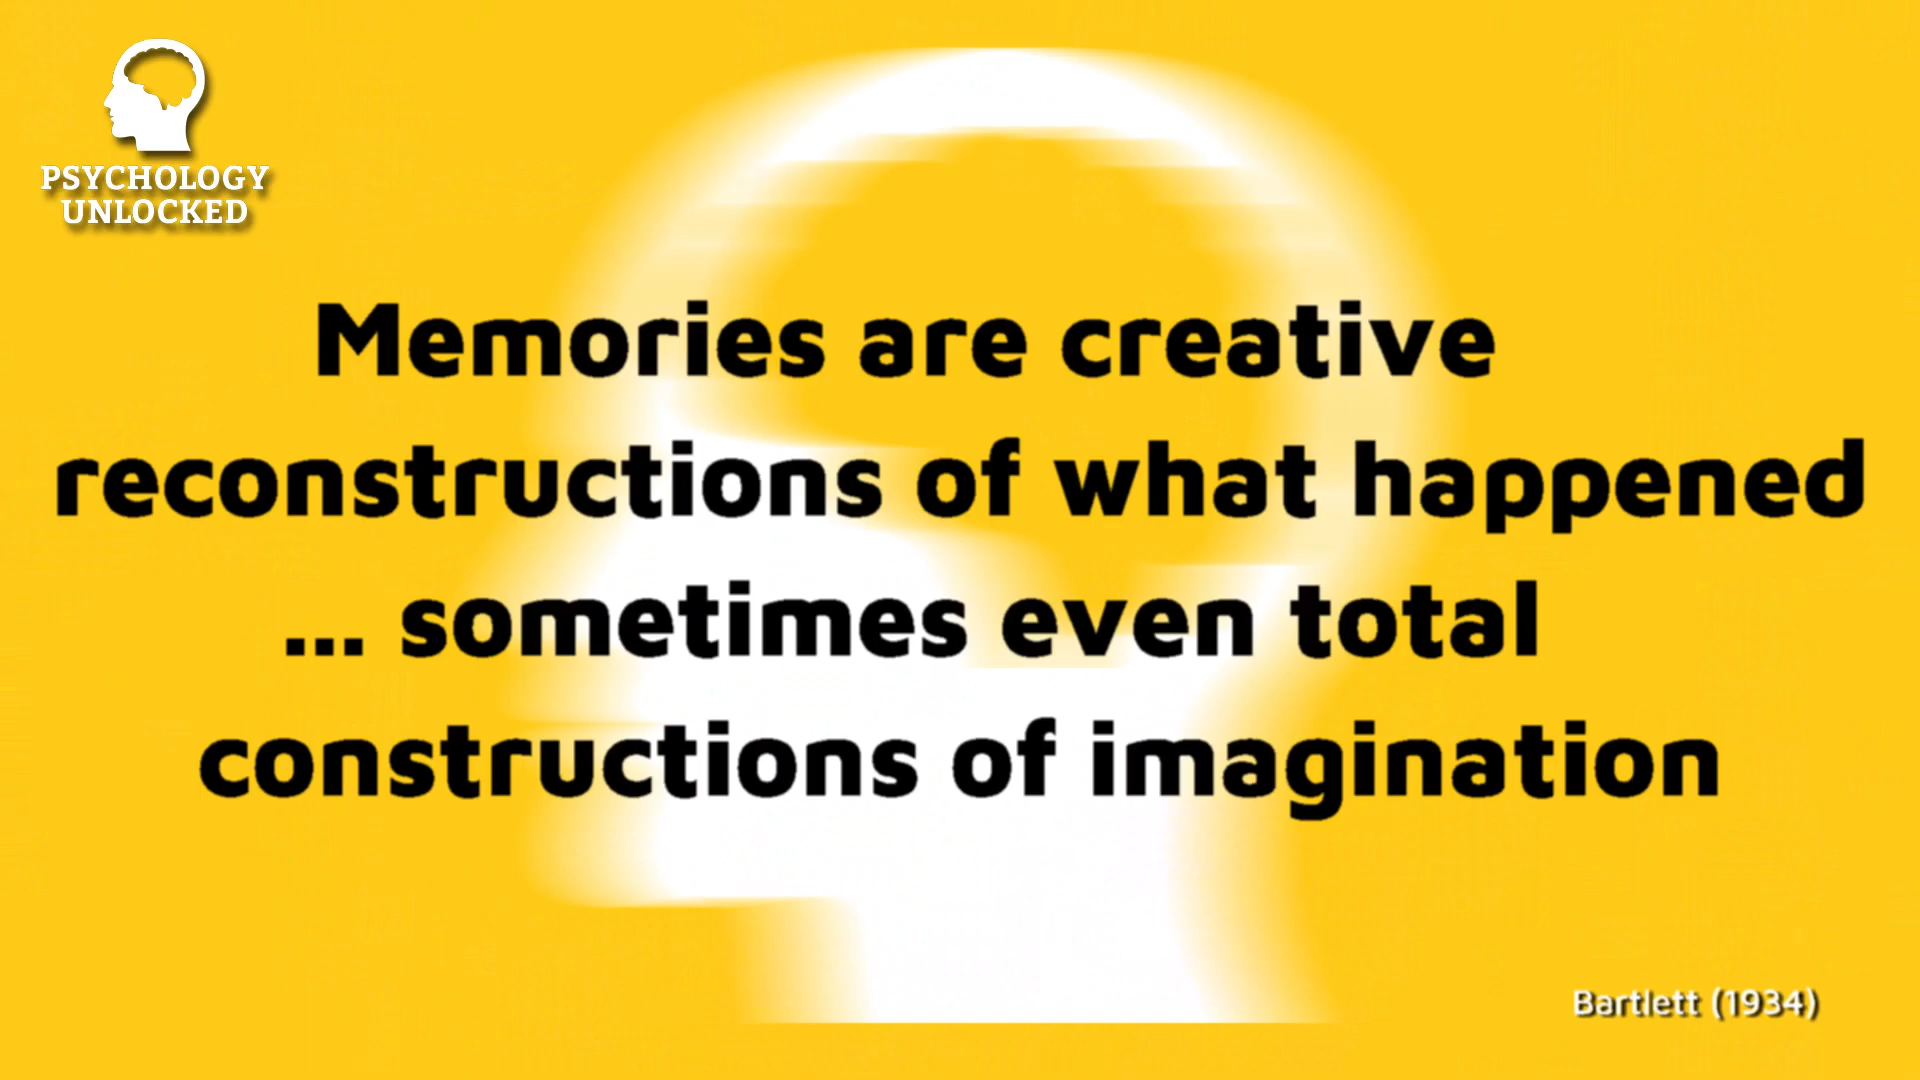 PSYCHOLOGY
UNLOCKED
Memories are creative
reconstructions of what happened
... sometimes even total
constructions of imagination
Bartlett (1934)